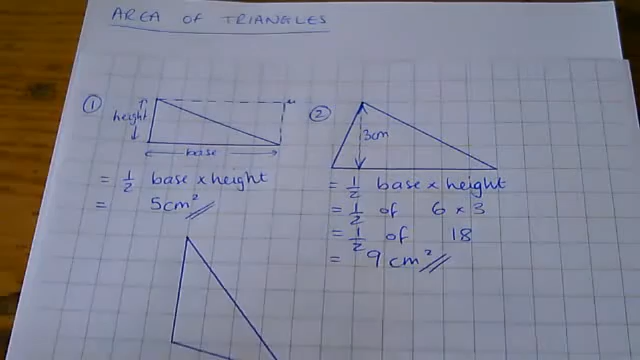 AREA OF TRIANGLES
①
height
base
= 1/2 base x height
= 5cm²
②
3cm
= 1/2 base x height
= 1/2 of 6 x 3
= 1/2 of 18
= 9 cm²